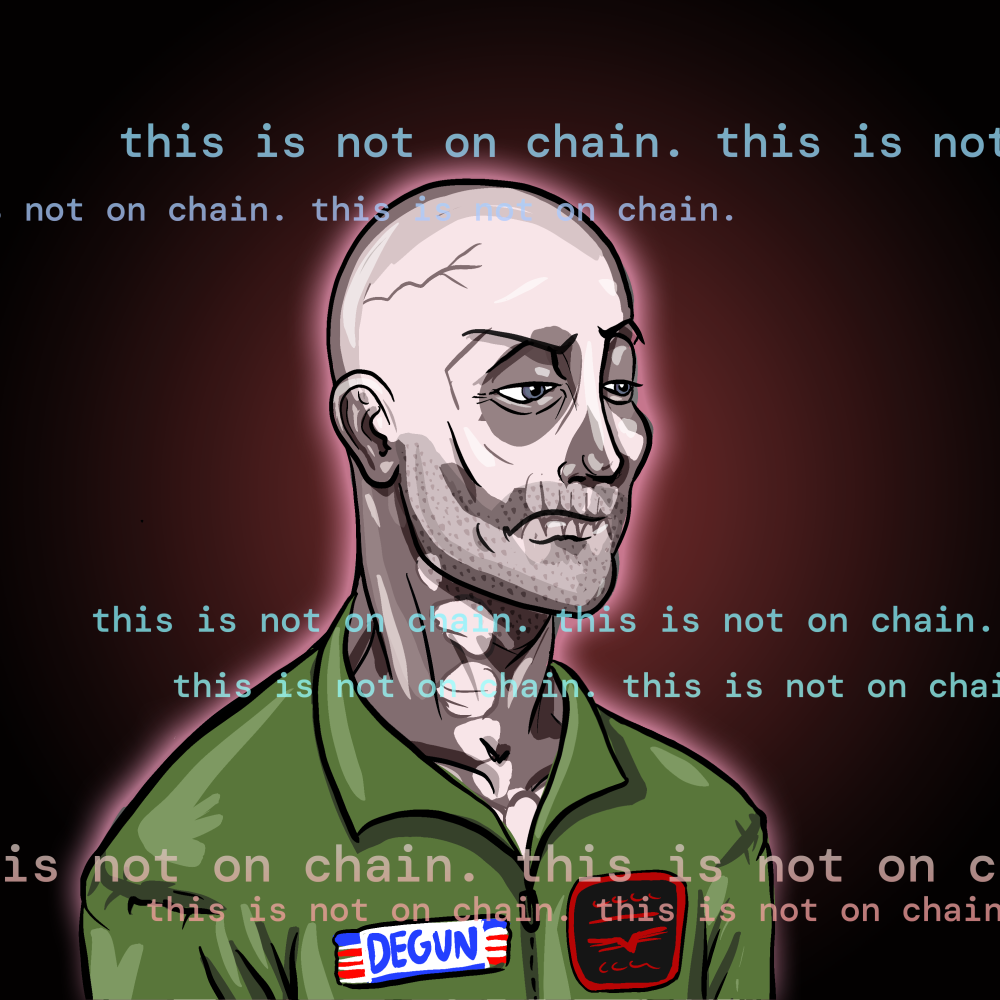 this is not on chain. this is not
not on chain. this is not on chain.
this is not on chain. this is not on chain.
this is not on chain. this is not on chai
is not on chain. this is not on c
this is not on chain. this is not on chain
DEGUN